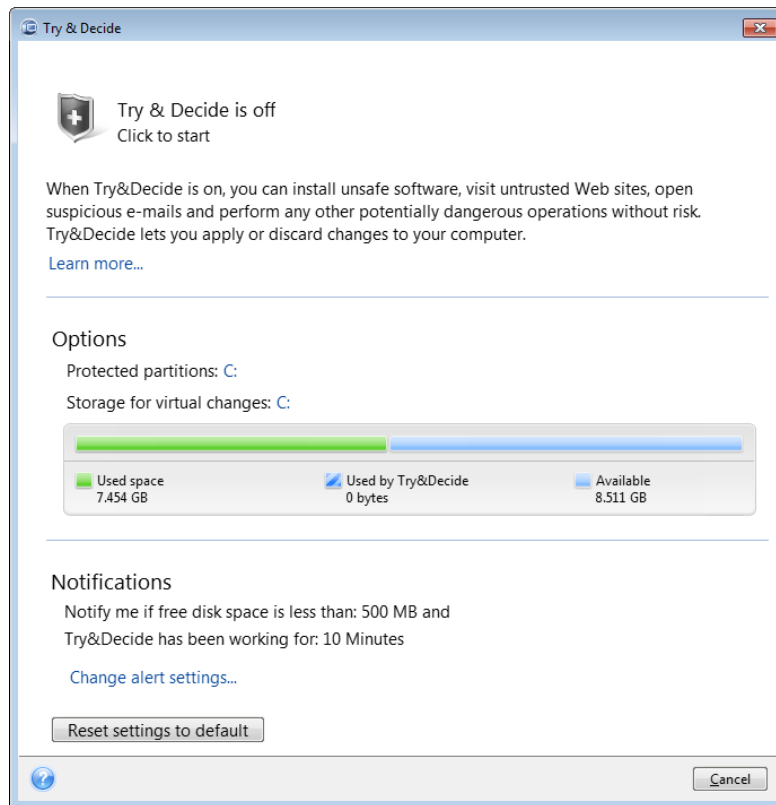 Try & Decide
Try & Decide is off
Click to start
When Try&Decide is on, you can install unsafe software, visit untrusted Web sites, open
suspicious e-mails and perform any other potentially dangerous operations without risk.
Try&Decide lets you apply or discard changes to your computer.
Learn more...
Options
Protected partitions: C:
Storage for virtual changes: C:
Used space Used by Try&Decide Available
7.454 GB 0 bytes 8.511 GB
Notifications
Notify me if free disk space is less than: 500 MB and
Try&Decide has been working for: 10 Minutes
Change alert settings...
Reset settings to default
? Cancel